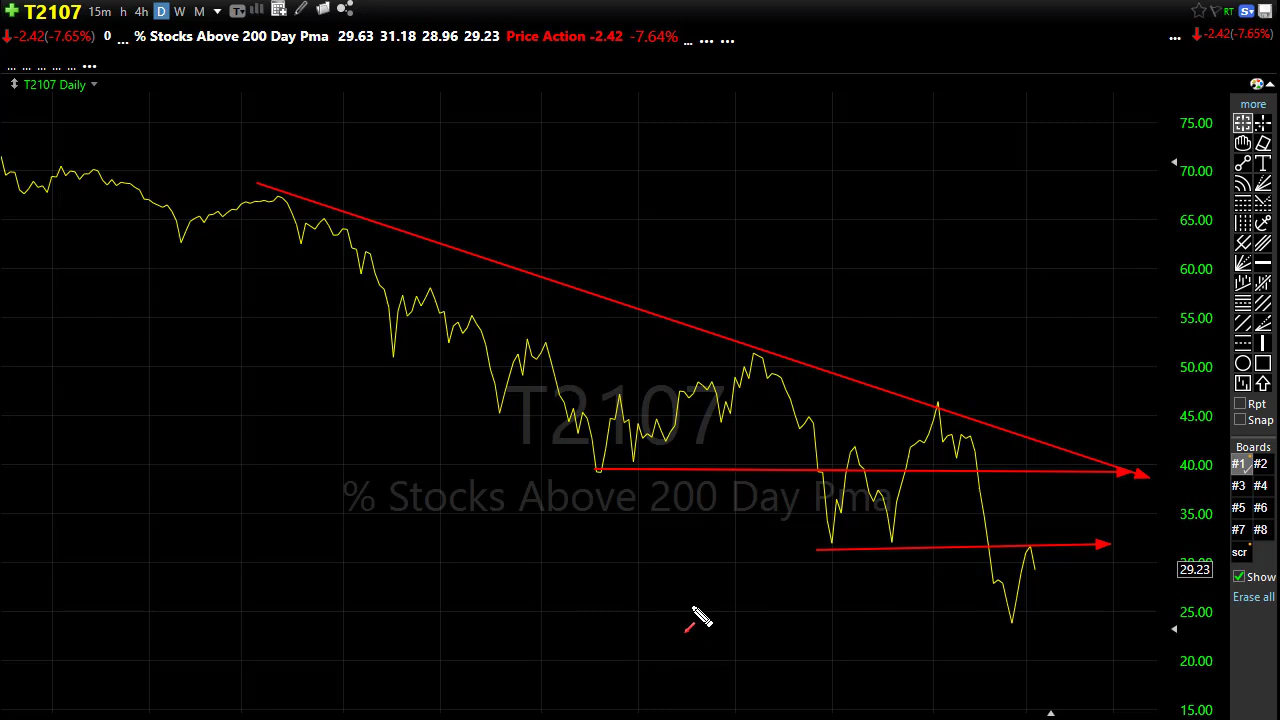 T2107 15m h 4h D W M T
RT S
-2.42(-7.65%) 0 ... % Stocks Above 200 Day Pma 29.63 31.18 28.96 29.23 Price Action -2.42 -7.64% ... ... ...
... -2.42(-7.65%)
... ... ... ... ... ...
T2107 Daily
more
75.00
70.00
65.00
60.00
55.00
50.00
45.00
40.00
35.00
30.00
29.23
25.00
20.00
15.00
T2107
% Stocks Above 200 Day Pma
T
Rpt
Snap
Boards
#1 #2
#3 #4
#5 #6
#7 #8
scr
Show
Erase all